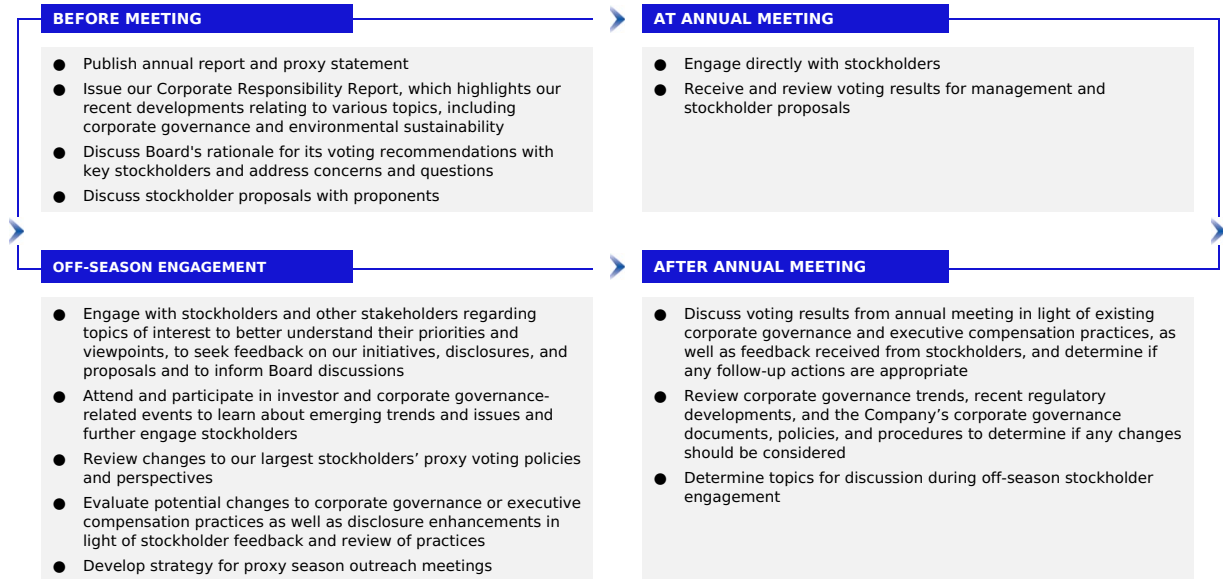 BEFORE MEETING
● Publish annual report and proxy statement
● Issue our Corporate Responsibility Report, which highlights our
recent developments relating to various topics, including
corporate governance and environmental sustainability
● Discuss Board's rationale for its voting recommendations with
key stockholders and address concerns and questions
● Discuss stockholder proposals with proponents
AT ANNUAL MEETING
● Engage directly with stockholders
● Receive and review voting results for management and
stockholder proposals
OFF-SEASON ENGAGEMENT
● Engage with stockholders and other stakeholders regarding
topics of interest to better understand their priorities and
viewpoints, to seek feedback on our initiatives, disclosures, and
proposals and to inform Board discussions
● Attend and participate in investor and corporate governance-
related events to learn about emerging trends and issues and
further engage stockholders
● Review changes to our largest stockholders’ proxy voting policies
and perspectives
● Evaluate potential changes to corporate governance or executive
compensation practices as well as disclosure enhancements in
light of stockholder feedback and review of practices
● Develop strategy for proxy season outreach meetings
AFTER ANNUAL MEETING
● Discuss voting results from annual meeting in light of existing
corporate governance and executive compensation practices, as
well as feedback received from stockholders, and determine if
any follow-up actions are appropriate
● Review corporate governance trends, recent regulatory
developments, and the Company’s corporate governance
documents, policies, and procedures to determine if any changes
should be considered
● Determine topics for discussion during off-season stockholder
engagement